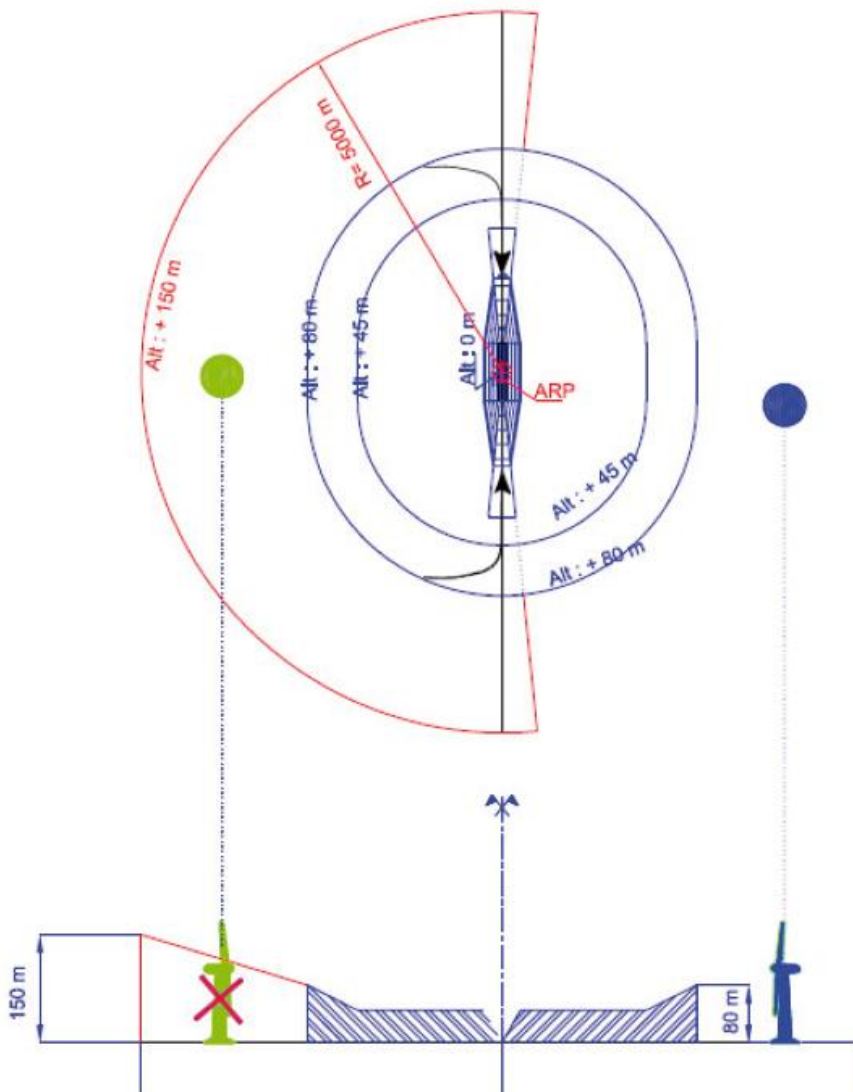 R= 5000 m
Alt : + 150 m
Alt : + 80 m
Alt : + 45 m
Alt : 0 m
ARP
Alt : + 45 m
Alt : + 80 m
150 m
80 m